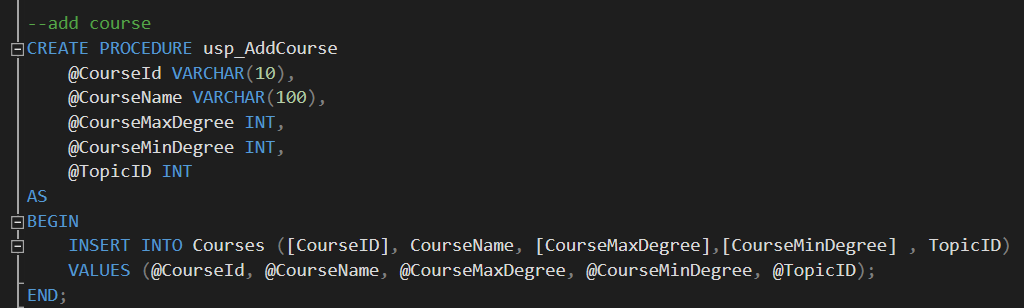 --add course
CREATE PROCEDURE usp_AddCourse
@CourseId VARCHAR(10),
@CourseName VARCHAR(100),
@CourseMaxDegree INT,
@CourseMinDegree INT,
@TopicID INT
AS
BEGIN
INSERT INTO Courses ([CourseID], CourseName, [CourseMaxDegree],[CourseMinDegree] , TopicID)
VALUES (@CourseId, @CourseName, @CourseMaxDegree, @CourseMinDegree, @TopicID);
END;